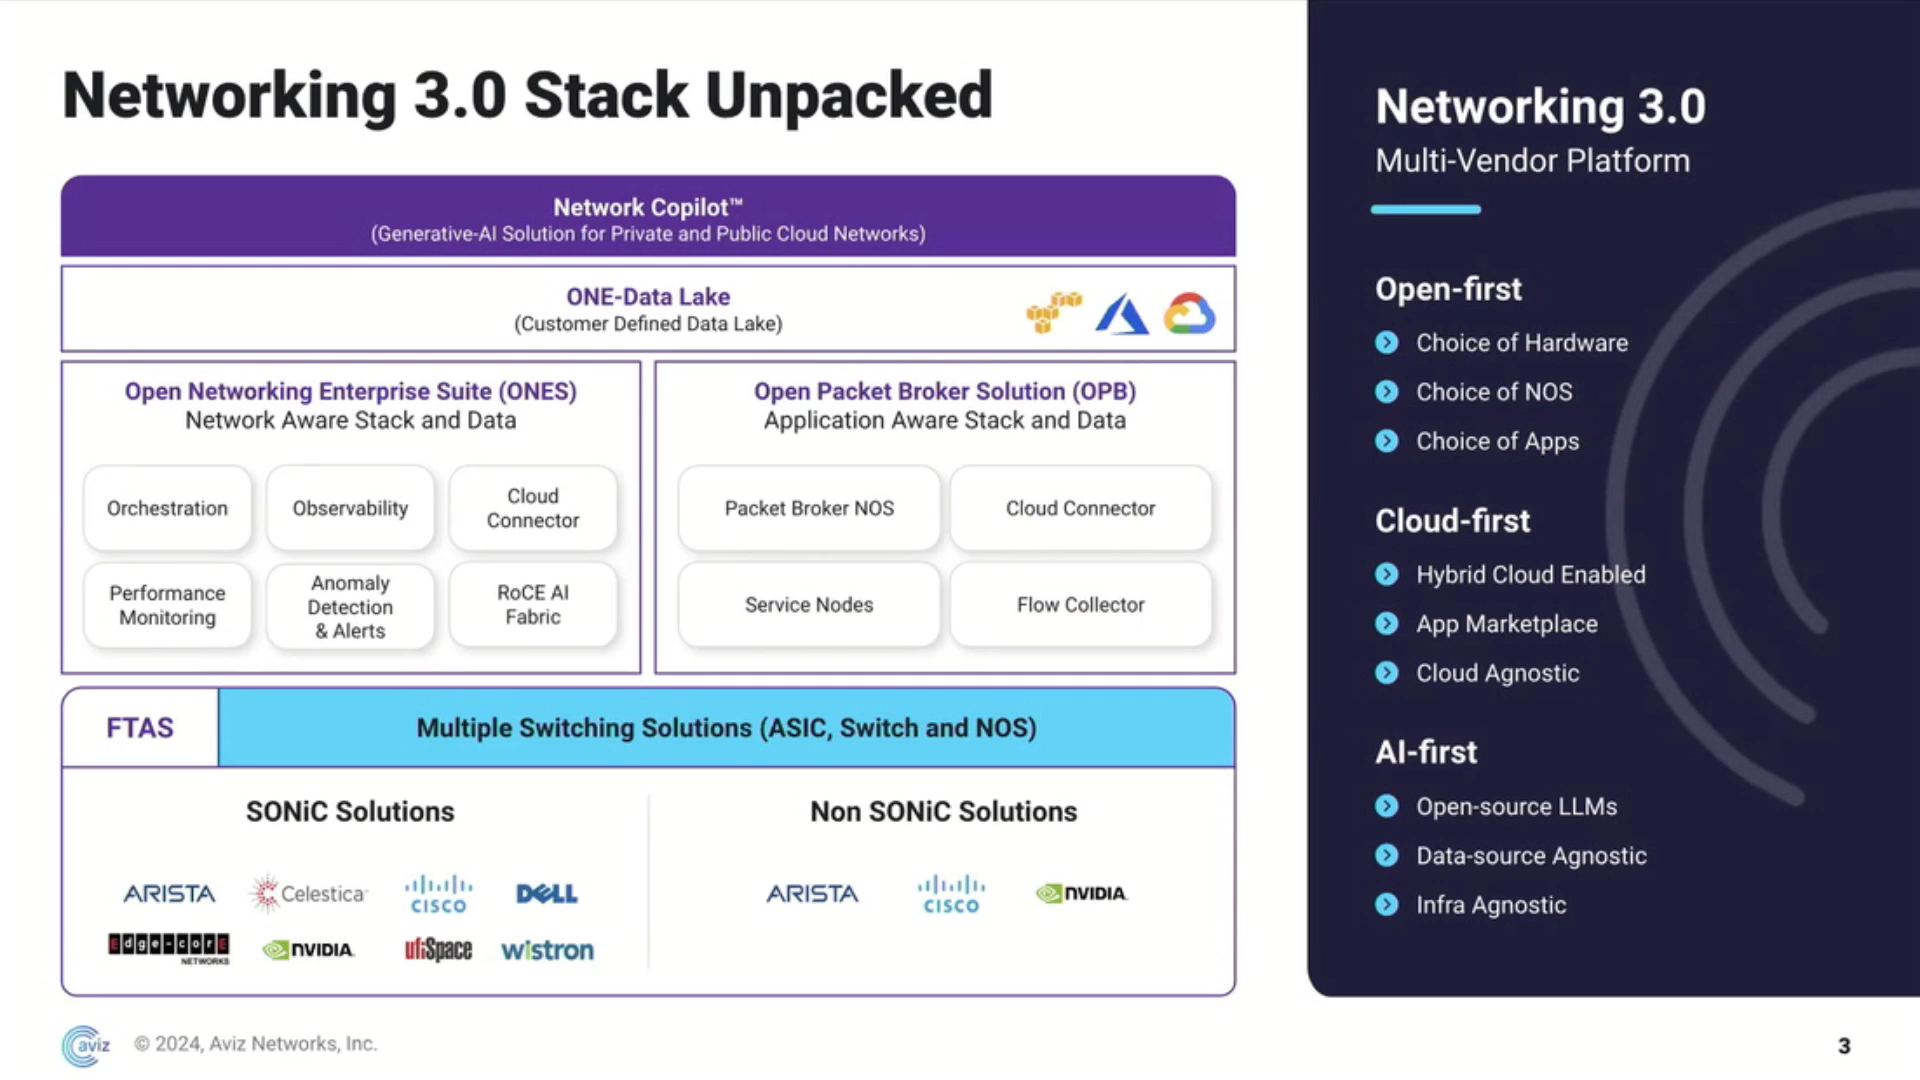 Networking 3.0 Stack Unpacked
Network Copilot™
(Generative-AI Solution for Private and Public Cloud Networks)
ONE-Data Lake
(Customer Defined Data Lake)
Open Networking Enterprise Suite (ONES)
Network Aware Stack and Data
Orchestration
Observability
Cloud
Connector
Performance
Monitoring
Anomaly
Detection
& Alerts
RoCE AI
Fabric
Open Packet Broker Solution (OPB)
Application Aware Stack and Data
Packet Broker NOS
Cloud Connector
Service Nodes
Flow Collector
FTAS
Multiple Switching Solutions (ASIC, Switch and NOS)
SONiC Solutions
ARISTA
Celestica
CISCO
DELL
Edge-corE
NETWORKS
NVIDIA
ufiSpace
wistron
Non SONiC Solutions
ARISTA
CISCO
NVIDIA
Networking 3.0
Multi-Vendor Platform
Open-first
Choice of Hardware
Choice of NOS
Choice of Apps
Cloud-first
Hybrid Cloud Enabled
App Marketplace
Cloud Agnostic
AI-first
Open-source LLMs
Data-source Agnostic
Infra Agnostic
aviz
© 2024, Aviz Networks, Inc.
3